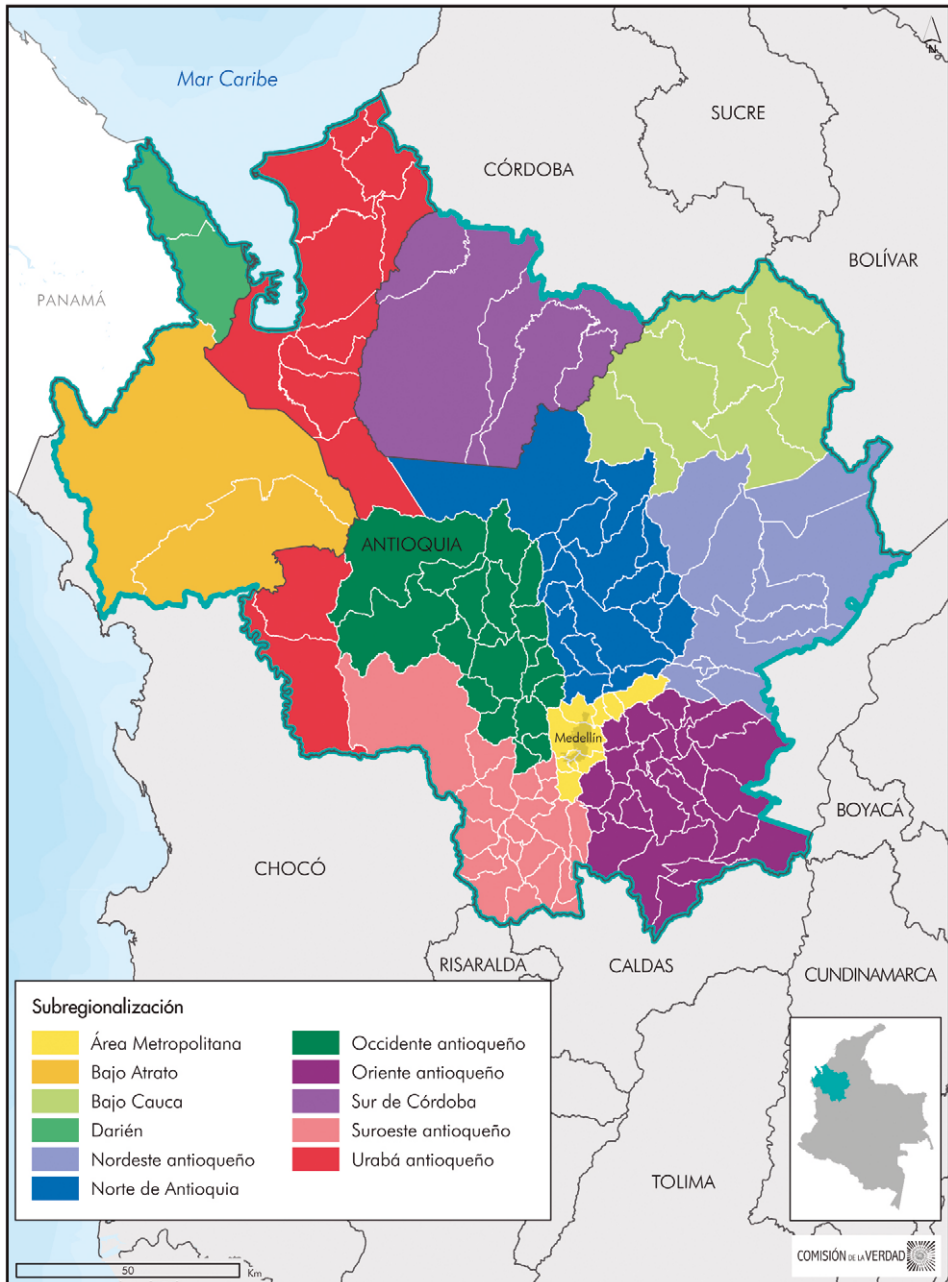 N
Mar Caribe
SUCRE
CÓRDOBA
BOLÍVAR
PANAMÁ
ANTIOQUIA
Medellín
BOYACÁ
CHOCÓ
RISARALDA
CALDAS
CUNDINAMARCA
TOLIMA
Subregionalización
Área Metropolitana
Bajo Atrato
Bajo Cauca
Darién
Nordeste antioqueño
Norte de Antioquia
Occidente antioqueño
Oriente antioqueño
Sur de Córdoba
Suroeste antioqueño
Urabá antioqueño
50
Km
COMISIÓN DE LA VERDAD